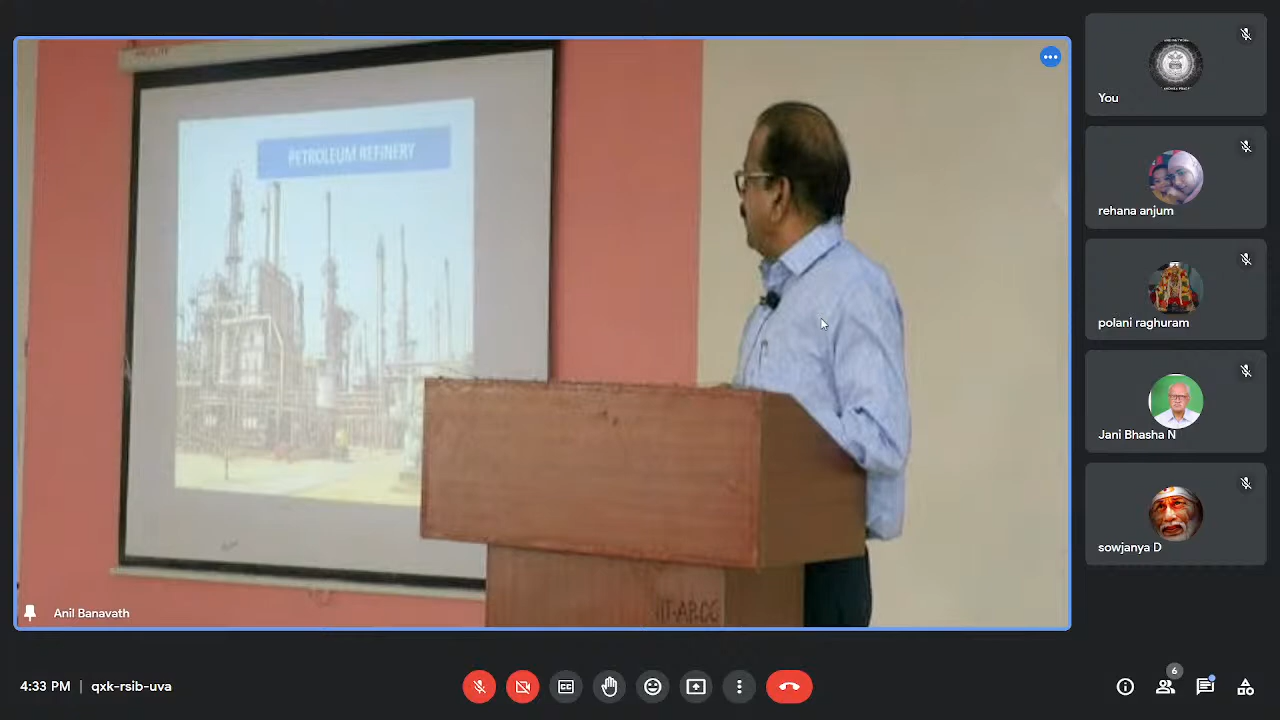 PETROLEUM REFINERY
Anil Banavath
You
rehana anjum
polani raghuram
Jani Bhasha N
sowjanya D
4:33 PM | qxk-rsib-uva
6